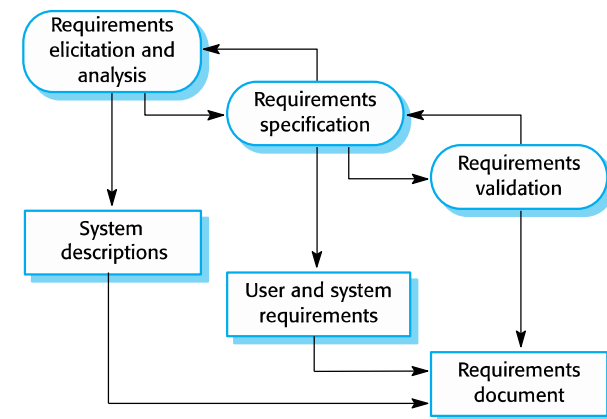 Requirements
elicitation and
analysis
Requirements
specification
Requirements
validation
System
descriptions
User and system
requirements
Requirements
document